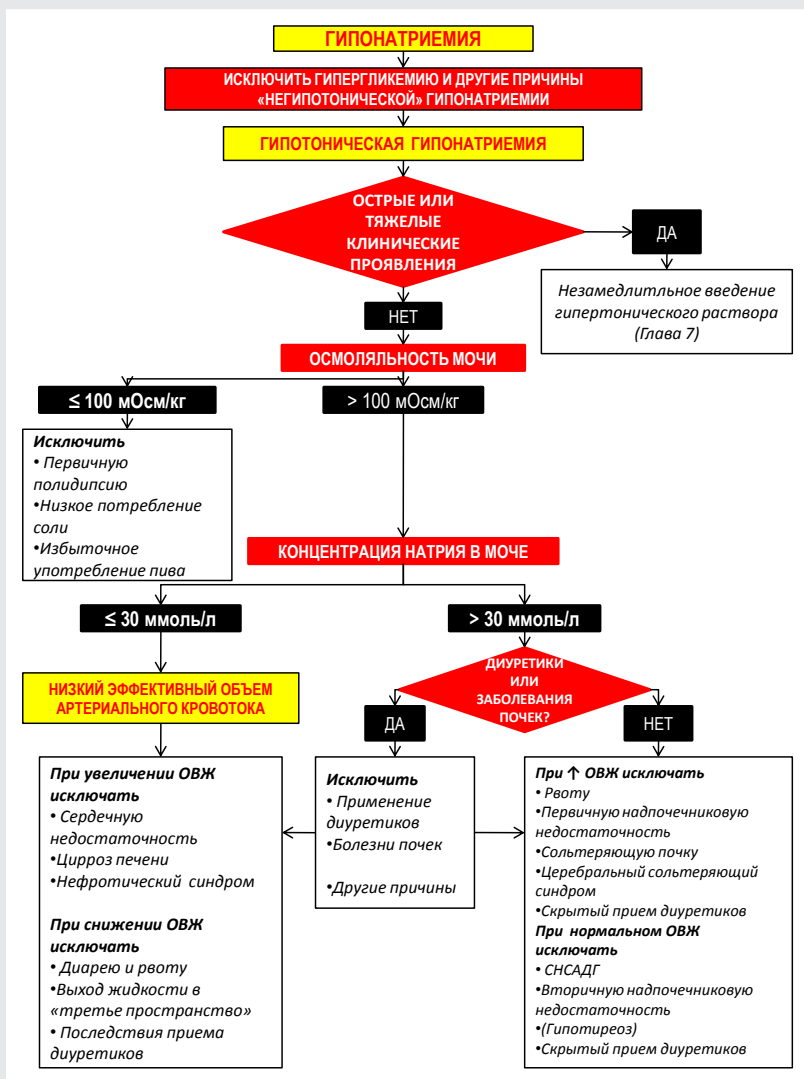 ГИПОНАТРИЕМИЯ
ИСКЛЮЧИТЬ ГИПЕРГЛИКЕМИЮ И ДРУГИЕ ПРИЧИНЫ
«НЕГИПОТОНИЧЕСКОЙ» ГИПОНАТРИЕМИИ
ГИПОТОНИЧЕСКАЯ ГИПОНАТРИЕМИЯ
ОСТРЫЕ ИЛИ
ТЯЖЕЛЫЕ
КЛИНИЧЕСКИЕ
ПРОЯВЛЕНИЯ
ДА
Незамедлитльное введение
гипертонического раствора
(Глава 7)
НЕТ
ОСМОЛЯЛЬНОСТЬ МОЧИ
≤ 100 мОсм/кг
> 100 мОсм/кг
Исключить
• Первичную
полидипсию
•Низкое потребление
соли
•Избыточное
употребление пива
КОНЦЕНТРАЦИЯ НАТРИЯ В МОЧЕ
≤ 30 ммоль/л
> 30 ммоль/л
НИЗКИЙ ЭФФЕКТИВНЫЙ ОБЪЕМ
АРТЕРИАЛЬНОГО КРОВОТОКА
ДИУРЕТИКИ
ИЛИ
ЗАБОЛЕВАНИЯ
ПОЧЕК?
ДА
НЕТ
При увеличении ОВЖ
исключать
• Сердечную
недостаточность
•Цирроз печени
•Нефротический синдром
При снижении ОВЖ
исключать
• Диарею и рвоту
•Выход жидкости в
«третье пространство»
• Последствия приема
диуретиков
Исключить
• Применение
диуретиков
•Болезни почек
•Другие причины
При ↑ ОВЖ исключать
• Рвоту
•Первичную надпочечниковую
недостаточность
•Сольтеряющую почку
•Церебральный сольтеряющий
синдром
•Скрытый прием диуретиков
При нормальном ОВЖ
исключать
• СНСАДГ
•Вторичную надпочечниковую
недостаточность
•(Гипотиреоз)
•Скрытый прием диуретиков